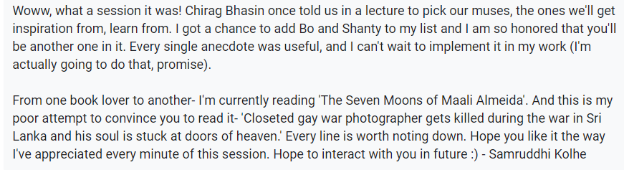 Woww, what a session it was! Chirag Bhasin once told us in a lecture to pick our muses, the ones we'll get
inspiration from, learn from. I got a chance to add Bo and Shanty to my list and I am so honored that you'll
be another one in it. Every single anecdote was useful, and I can't wait to implement it in my work (I'm
actually going to do that, promise).

From one book lover to another- I'm currently reading 'The Seven Moons of Maali Almeida'. And this is my
poor attempt to convince you to read it- 'Closeted gay war photographer gets killed during the war in Sri
Lanka and his soul is stuck at doors of heaven.' Every line is worth noting down. Hope you like it the way
I've appreciated every minute of this session. Hope to interact with you in future :) - Samruddhi Kolhe